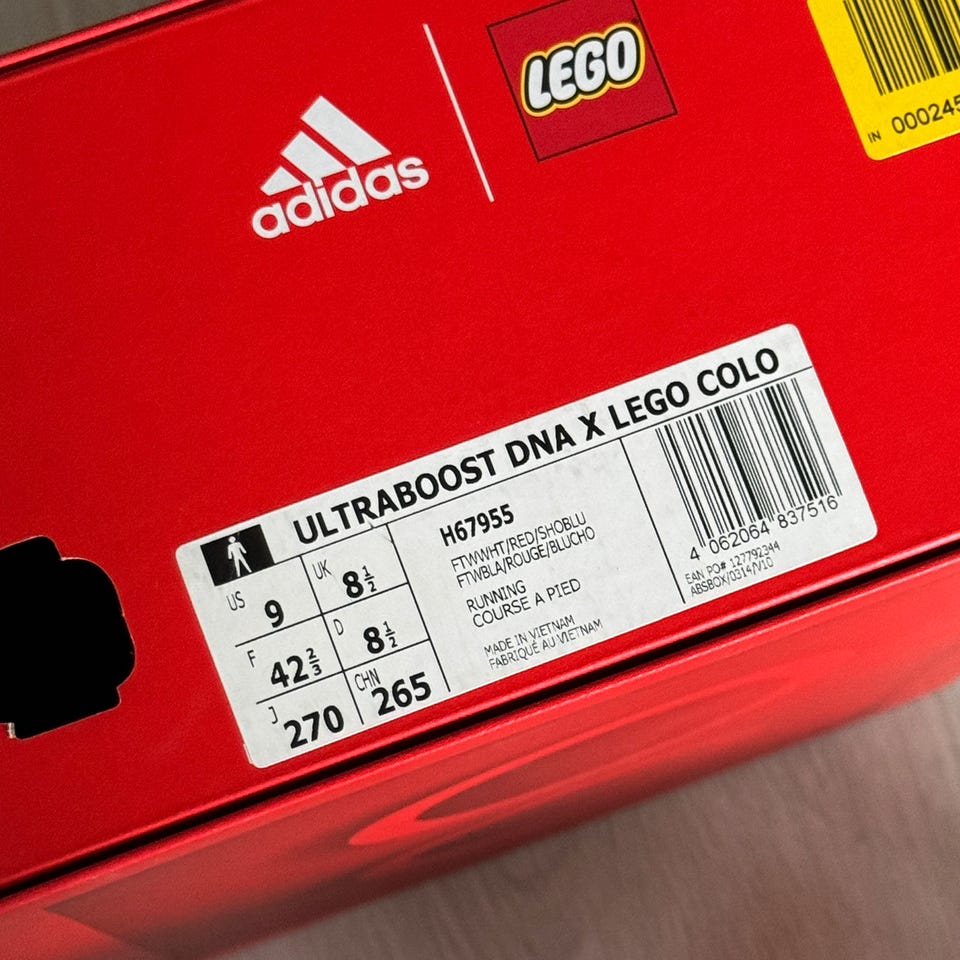 adidas
LEGO
IN 000245
ULTRABOOST DNA X LEGO COLO
US 9
UK 8½
F 42⅔
D 8½
J 270
CHN 265
H67955
FTWWHT/RED/SHOBLU
FTWBLA/ROUGE/BLUCHO
RUNNING
COURSE A PIED
MADE IN VIETNAM
FABRIQUÉ AU VIETNAM
4 062064 837516
EAN PO# 127792344
ABSBOX/0314/V10